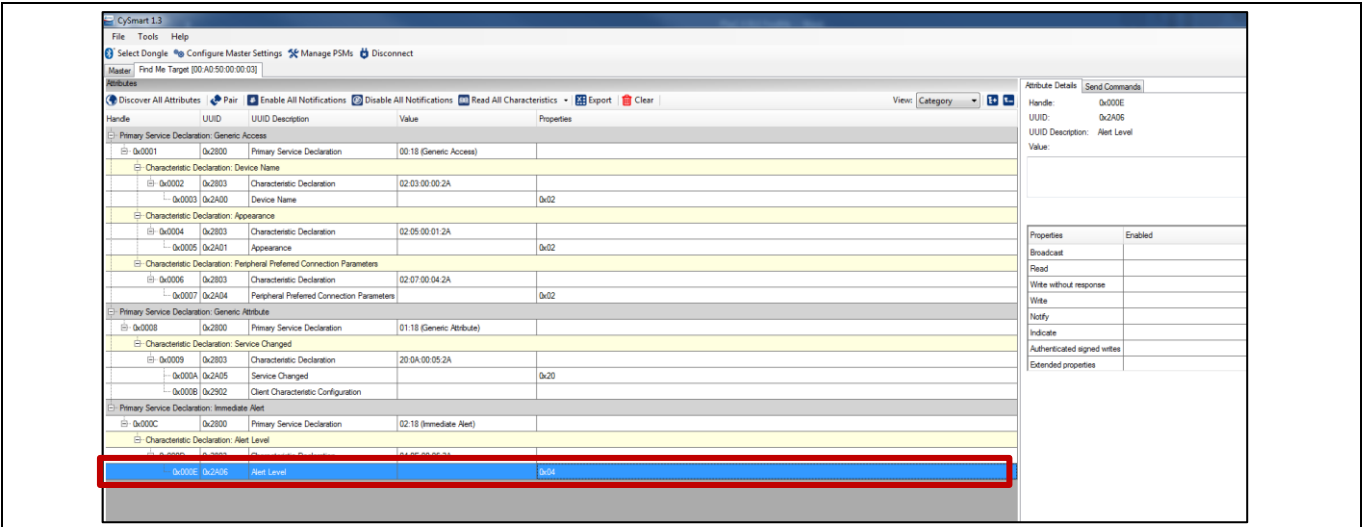 CySmart 1.3
File Tools Help
Select Dongle Configure Master Settings Manage PSMs Disconnect
Master Find Me Target [00:A0:50:00:00:03]
Attributes
Discover All Attributes Pair Enable All Notifications Disable All Notifications Read All Characteristics Export Clear View: Category
Handle UUID UUID Description Value Properties
Primary Service Declaration: Generic Access
0x0001 0x2800 Primary Service Declaration 00:18 (Generic Access)
Characteristic Declaration: Device Name
0x0002 0x2803 Characteristic Declaration 02:03:00:00:2A
0x0003 0x2A00 Device Name 0x02
Characteristic Declaration: Appearance
0x0004 0x2803 Characteristic Declaration 02:05:00:01:2A
0x0005 0x2A01 Appearance 0x02
Characteristic Declaration: Peripheral Preferred Connection Parameters
0x0006 0x2803 Characteristic Declaration 02:07:00:04:2A
0x0007 0x2A04 Peripheral Preferred Connection Parameters 0x02
Primary Service Declaration: Generic Attribute
0x0008 0x2800 Primary Service Declaration 01:18 (Generic Attribute)
Characteristic Declaration: Service Changed
0x0009 0x2803 Characteristic Declaration 20:0A:00:05:2A
0x000A 0x2A05 Service Changed 0x20
0x000B 0x2902 Client Characteristic Configuration
Primary Service Declaration: Immediate Alert
0x000C 0x2800 Primary Service Declaration 02:18 (Immediate Alert)
Characteristic Declaration: Alert Level
0x000E 0x2A06 Alert Level 0x04
Attribute Details Send Commands
Handle: 0x000E
UUID: 0x2A06
UUID Description: Alert Level
Value:
Properties Enabled
Broadcast
Read
Write without response
Write
Notify
Indicate
Authenticated signed writes
Extended properties